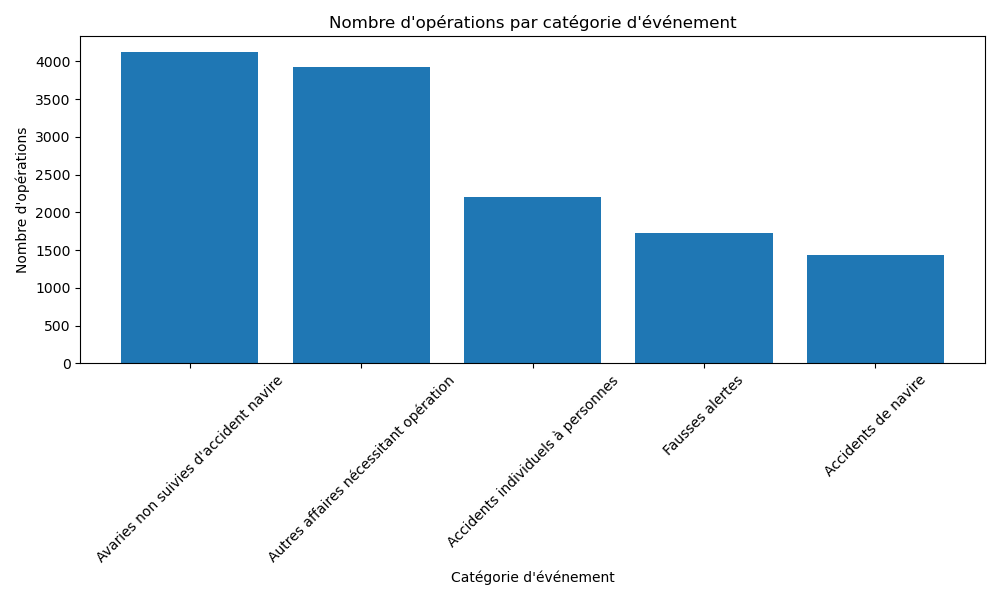 Nombre d'opérations par catégorie d'événement
Nombre d'opérations
4000
3500
3000
2500
2000
1500
1000
500
0
Avaries non suivies d'accident navire
Autres affaires nécessitant opération
Accidents individuels à personnes
Fausses alertes
Accidents de navire
Catégorie d'événement